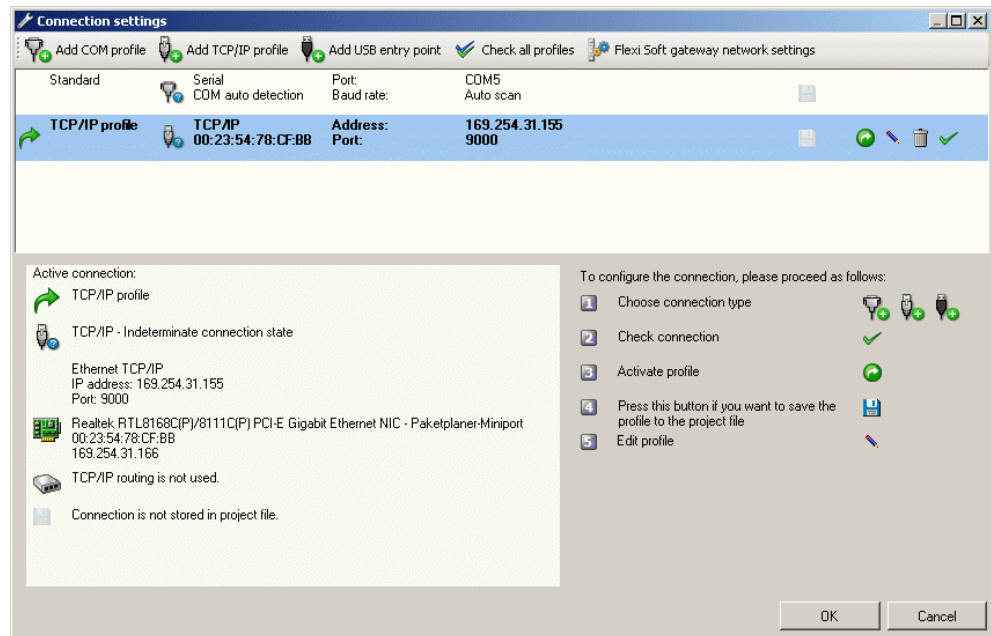 Connection settings
Add COM profile Add TCP/IP profile Add USB entry point Check all profiles Flexi Soft gateway network settings
Standard Serial Port: COM5
COM auto detection Baud rate: Auto scan
TCP/IP profile TCP/IP Address: 169.254.31.155
00:23:54:78:CF:BB Port: 9000
Active connection:
TCP/IP profile
TCP/IP - Indeterminate connection state
Ethernet TCP/IP
IP address: 169.254.31.155
Port: 9000
Realtek RTL8168C(P)/8111C(P) PCI-E Gigabit Ethernet NIC - Paketplaner-Miniport
00:23:54:78:CF:BB
169.254.31.166
TCP/IP routing is not used.
Connection is not stored in project file.
To configure the connection, please proceed as follows:
1 Choose connection type
2 Check connection
3 Activate profile
4 Press this button if you want to save the
profile to the project file
5 Edit profile
OK Cancel